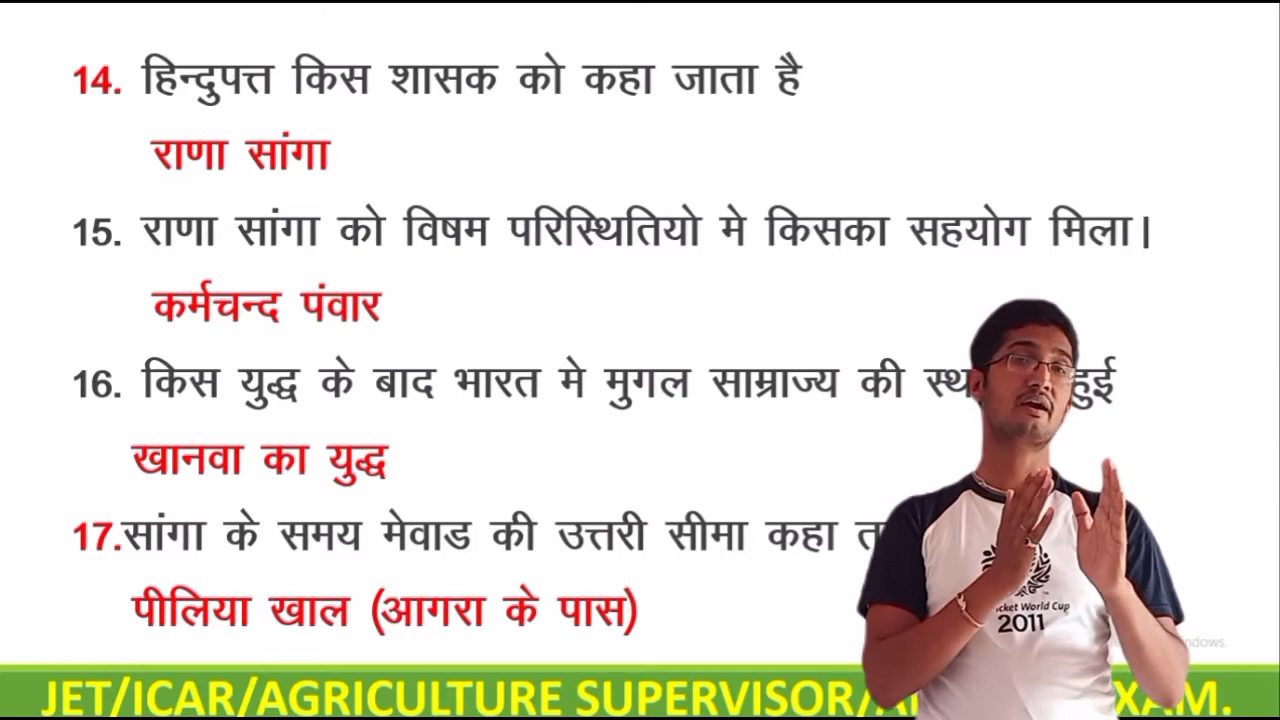 14. हिन्दुपत्त किस शासक को कहा जाता है
राणा सांगा
15. राणा सांगा को विषम परिस्थितियो मे किसका सहयोग मिला।
कर्मचन्द पंवार
16. किस युद्ध के बाद भारत मे मुगल साम्राज्य की हुई
खानवा का युद्ध
17.सांगा के समय मेवाड की उत्तरी सीमा कहा
पीलिया खाल (आगरा के पास)
World Cup
2011
JET/ICAR/AGRICULTURE SUPERVISOR/